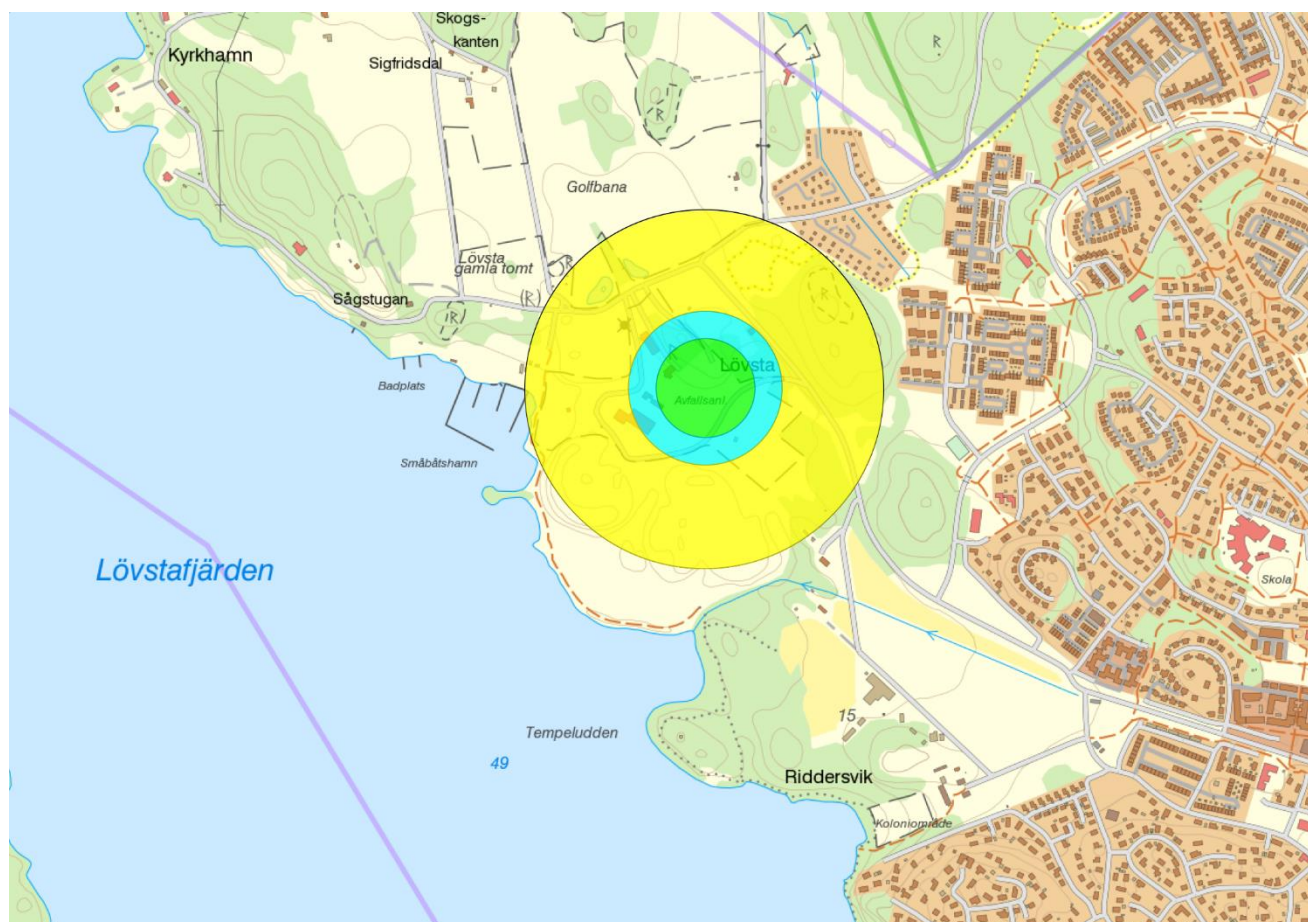 Skogs-
kanten
Kyrkhamn
Sigfridsdal
R
R
Golfbana
Lövsta
gamla tomt
R
(R)
R
Sågstugan
R
Lövsta
Badplats
Avfallsanl.
Småbåtshamn
Lövstafjärden
Skola
15
Tempeludden
49
Riddersvik
Koloniområde